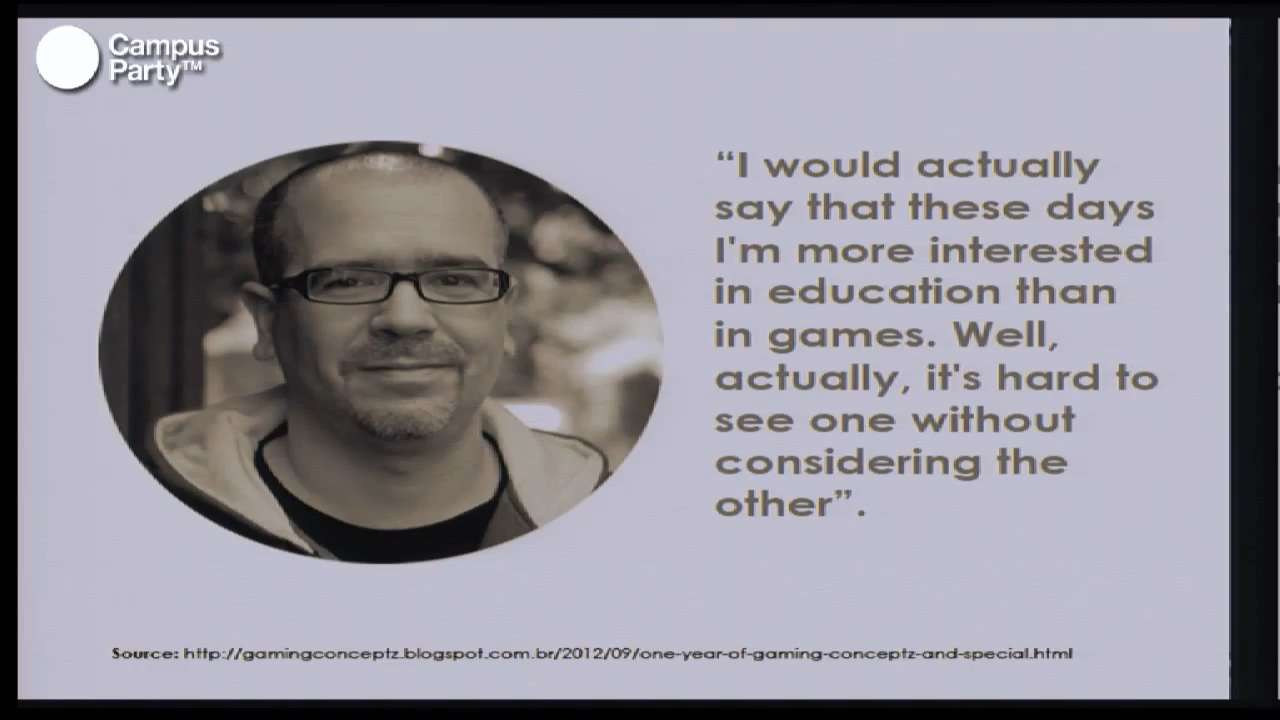 Campus
Party™
“I would actually
say that these days
I'm more interested
in education than
in games. Well,
actually, it's hard to
see one without
considering the
other”.
Source: http://gamingconceptz.blogspot.com.br/2012/09/one-year-of-gaming-conceptz-and-special.html